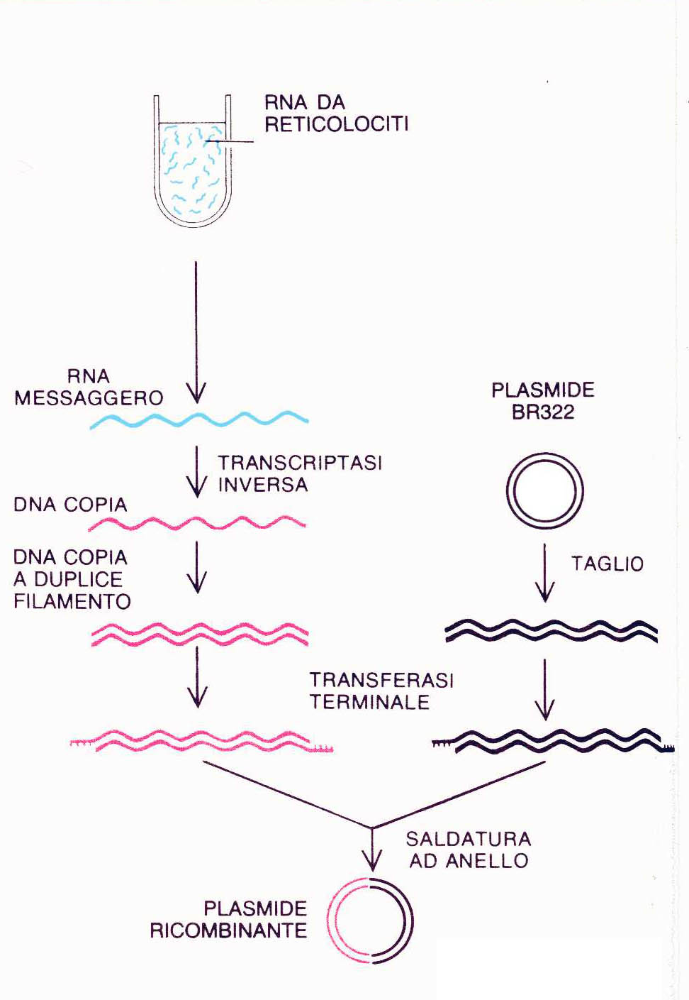 RNA DA
RETICOLOCITI
RNA
MESSAGGERO
PLASMIDE
BR322
TRANSCRIPTASI
INVERSA
DNA COPIA
DNA COPIA
A DUPLICE
FILAMENTO
TAGLIO
TRANSFERASI
TERMINALE
SALDATURA
AD ANELLO
PLASMIDE
RICOMBINANTE